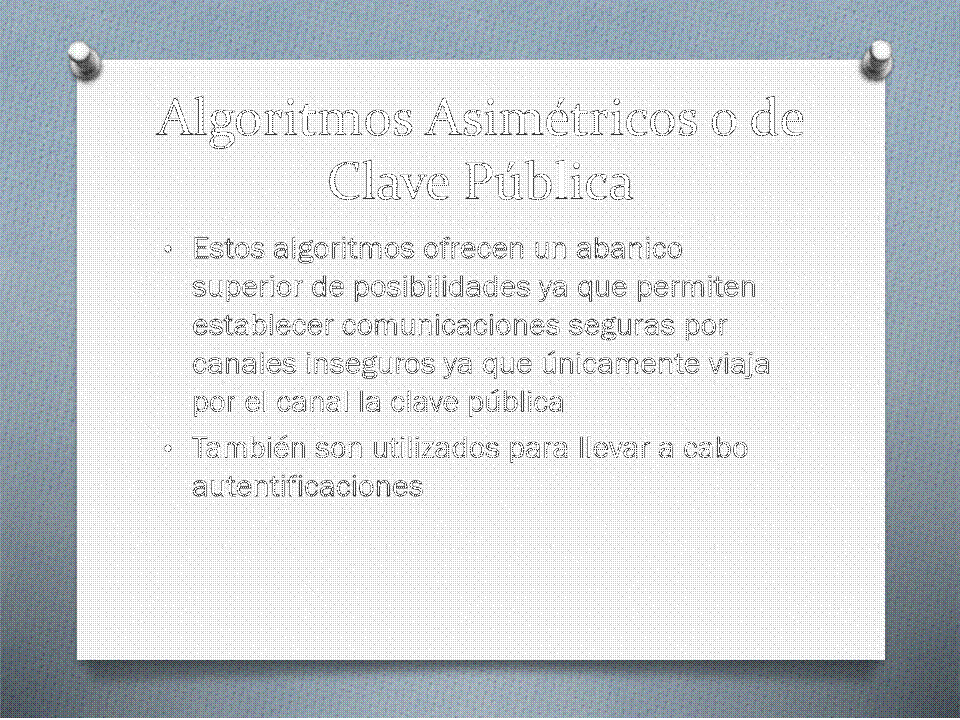 Algoritmos Asimétricos o de
Clave Pública
• Estos algoritmos ofrecen un abanico
superior de posibilidades ya que permiten
establecer comunicaciones seguras por
canales inseguros ya que únicamente viaja
por el canal la clave pública
• También son utilizados para llevar a cabo
autentificaciones